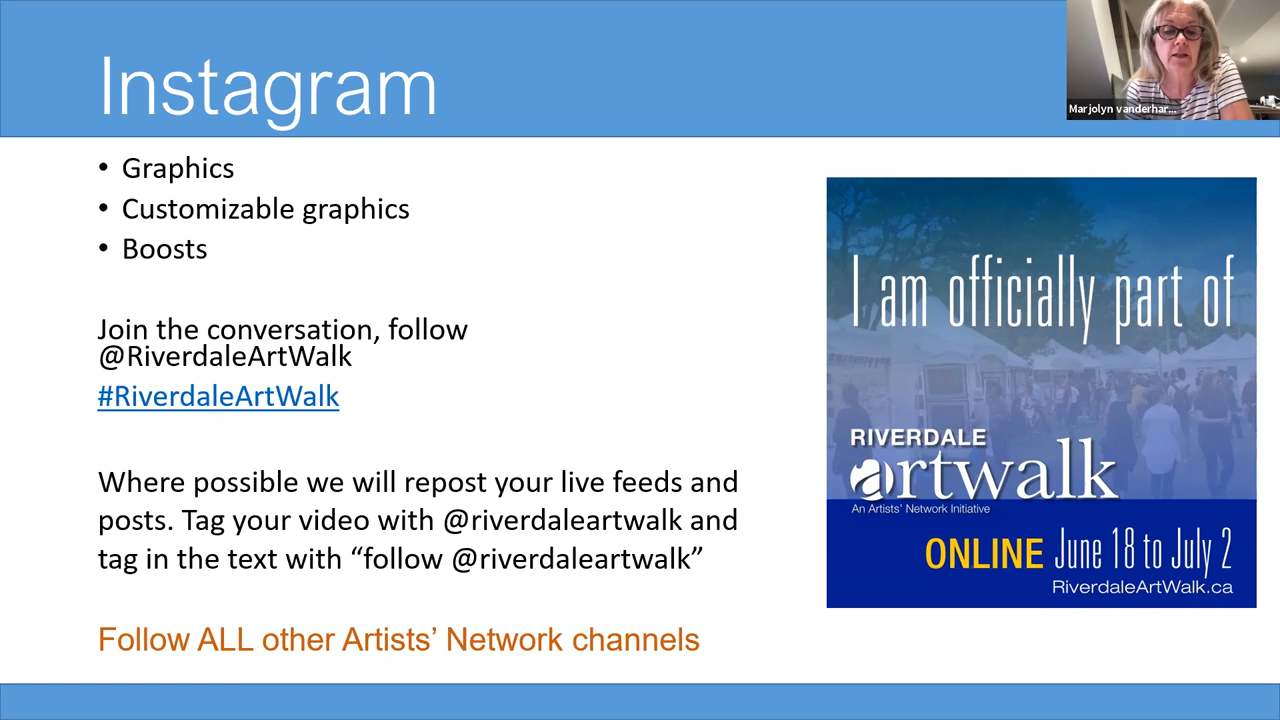 Instagram
Marjolyn vanderhar...
• Graphics
• Customizable graphics
• Boosts
Join the conversation, follow
@RiverdaleArtWalk
#RiverdaleArtWalk
Where possible we will repost your live feeds and
posts. Tag your video with @riverdaleartwalk and
tag in the text with “follow @riverdaleartwalk”
Follow ALL other Artists’ Network channels
I am officially part of
RIVERDALE
artwalk
An Artists’ Network Initiative
ONLINE June 18 to July 2
RiverdaleArtWalk.ca